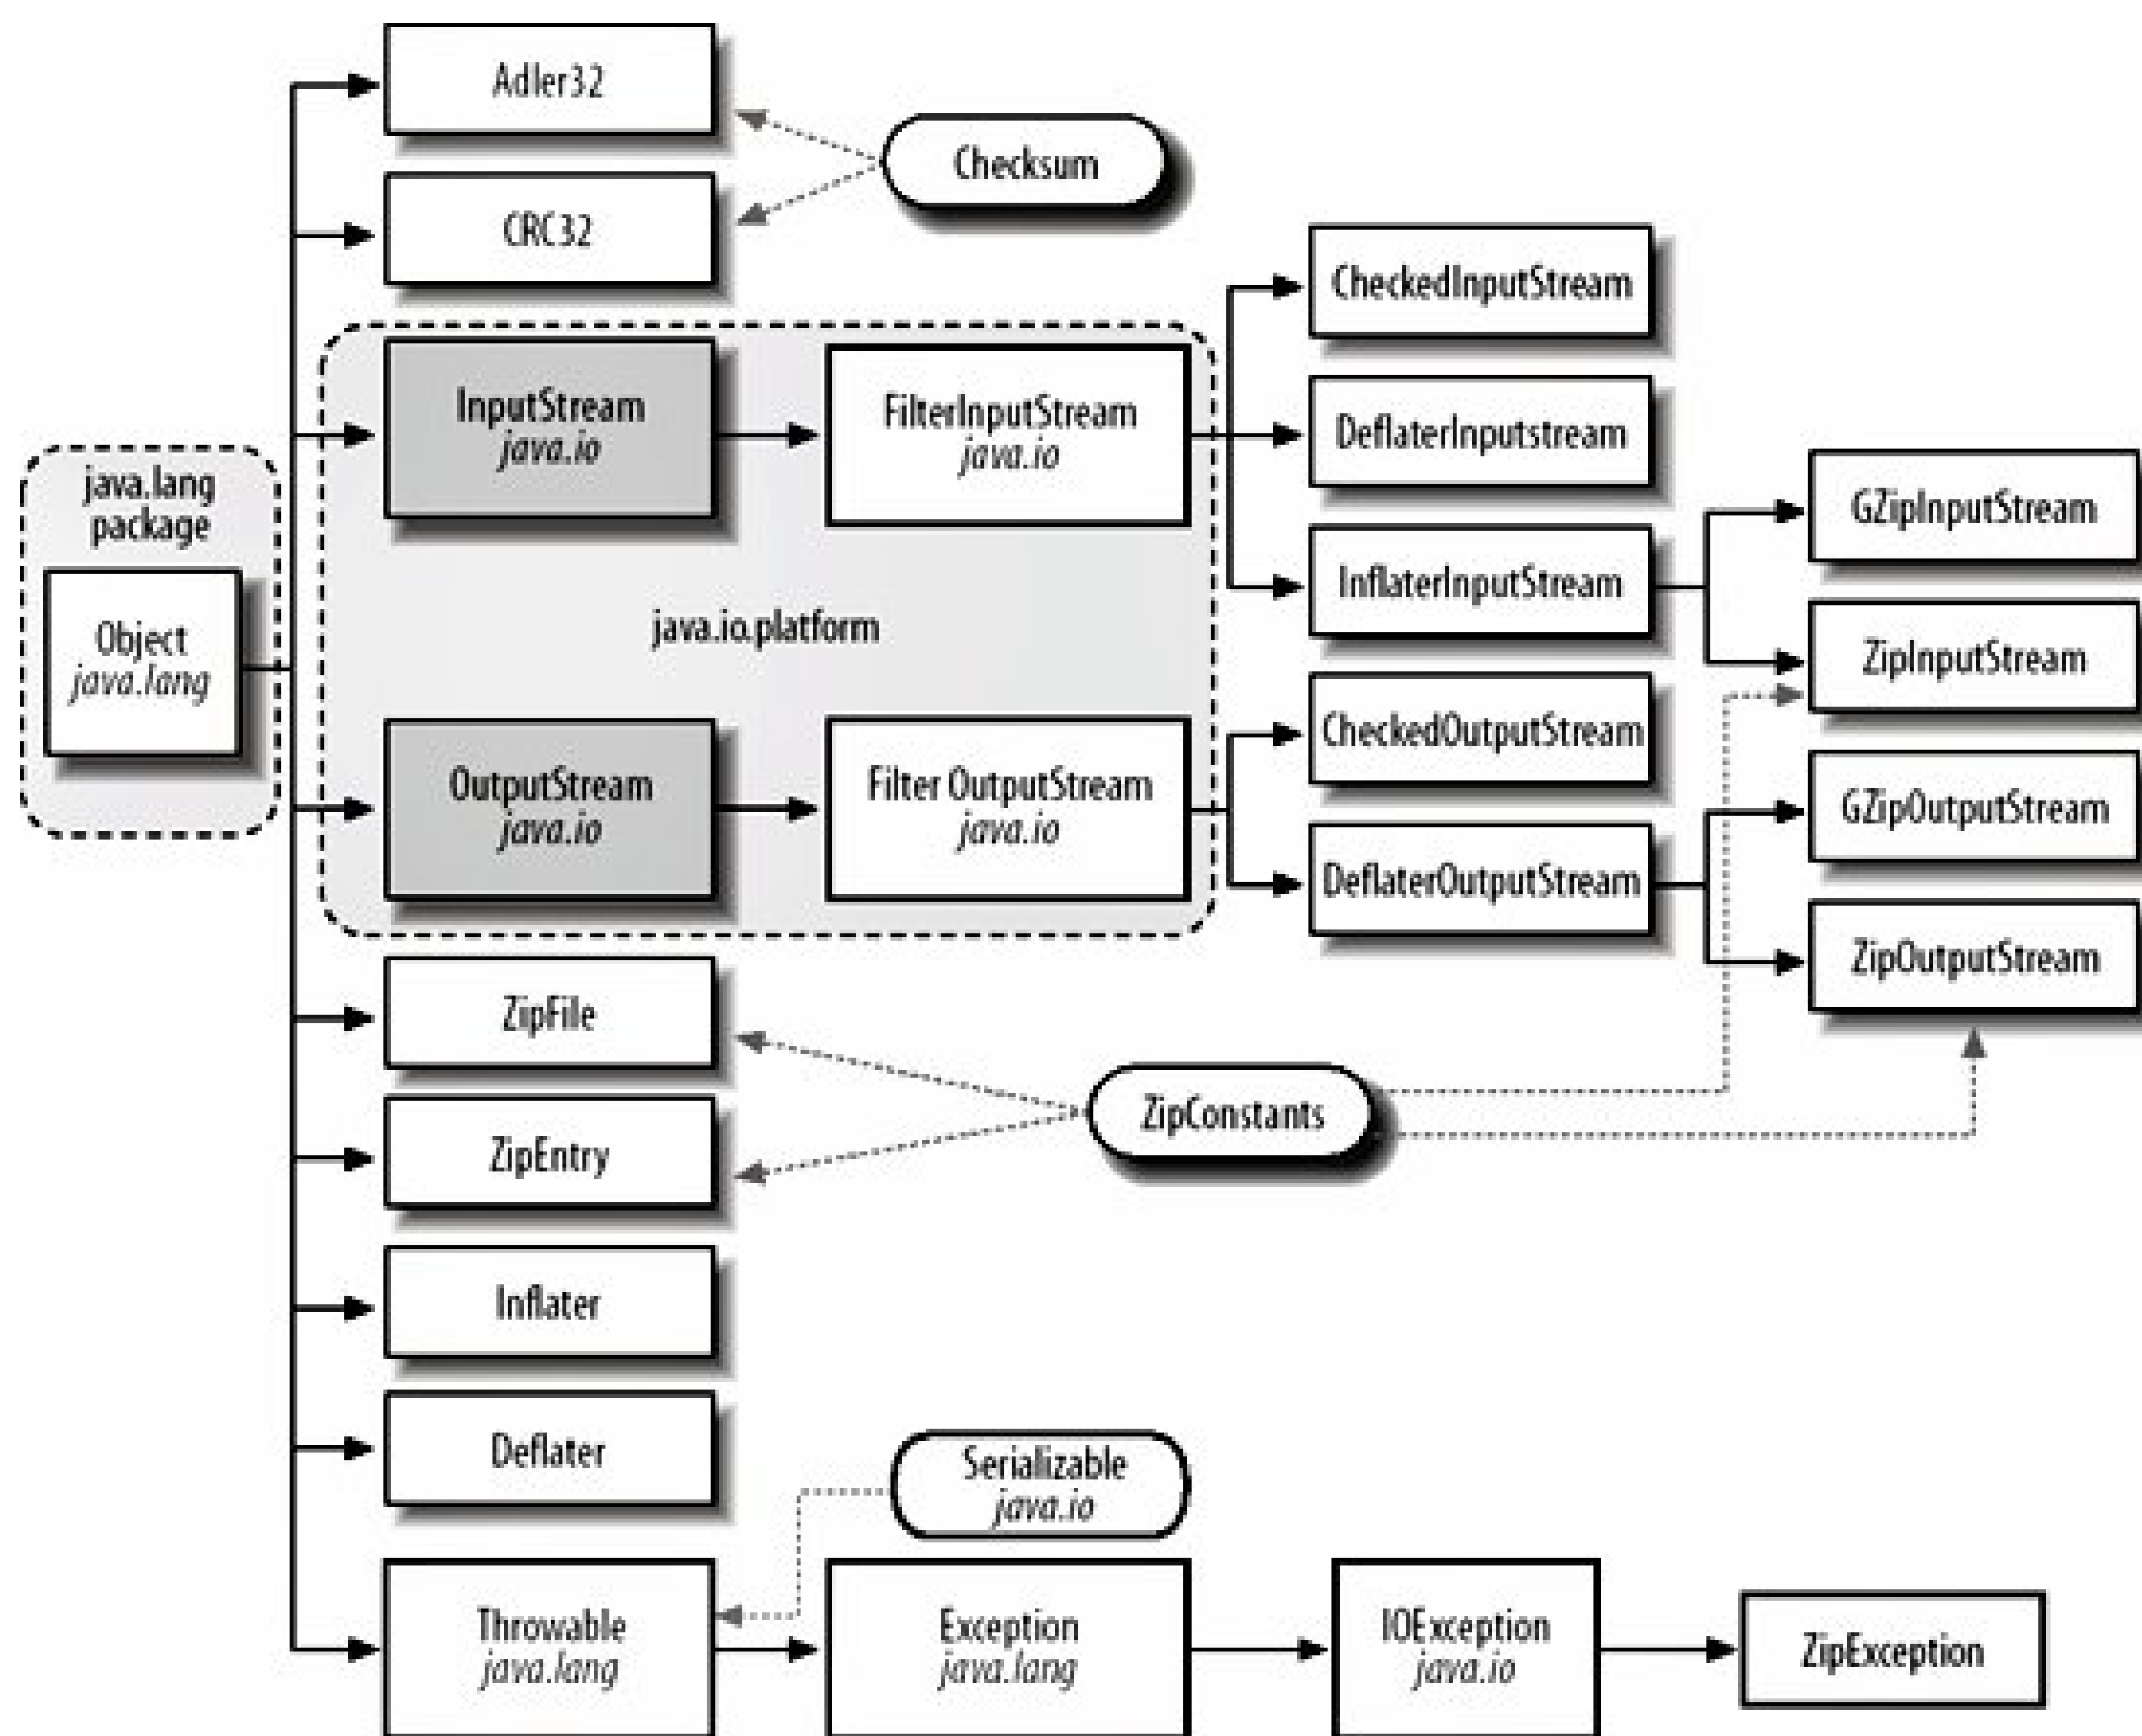 Adler32
Checksum
CRC32
CheckedInputStream
InputStream
java.io
FilterInputStream
java.io
DeflaterInputstream
java.lang
package
GZipInputStream
InflaterInputStream
Object
java.lang
java.io.platform
ZipInputStream
CheckedOutputStream
OutputStream
java.io
Filter OutputStream
java.io
GZipOutputStream
DeflaterOutputStream
ZipOutputStream
ZipFile
ZipConstants
ZipEntry
Inflater
Deflater
Serializable
java.io
Throwable
java.lang
Exception
java.lang
IOException
java.io
ZipException